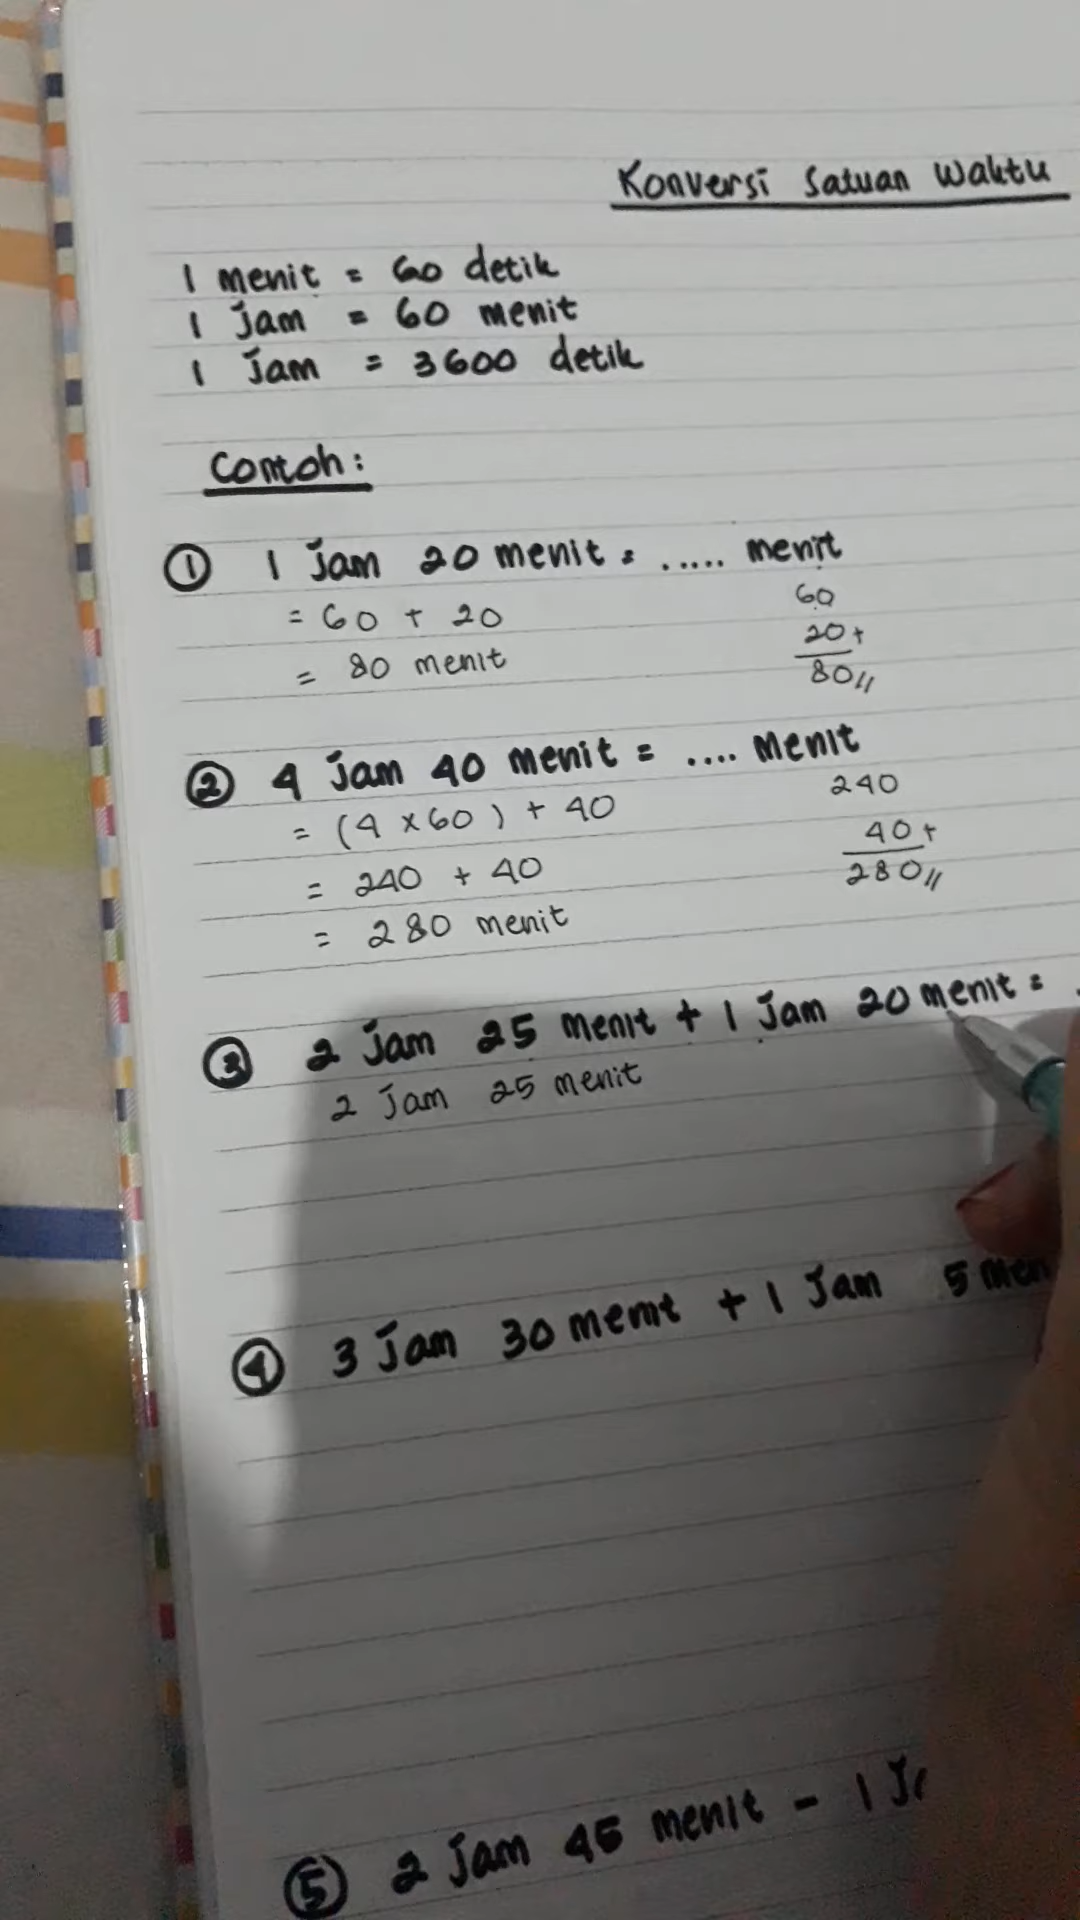 Konversi Satuan Waktu
1 menit = 60 detik
1 Jam = 60 menit
1 Jam = 3600 detik
Contoh:
① 1 Jam 20 menit = ..... menit
= 60 + 20
= 80 menit
60
20 +
80 //
② 4 Jam 40 menit = .... menit
= (4 x 60) + 40
= 240 + 40
= 280 menit
240
40 +
280 //
③ 2 Jam 25 menit + 1 Jam 20 menit =
2 Jam 25 menit
④ 3 Jam 30 menit + 1 Jam 5
⑤ 2 Jam 45 menit - 1